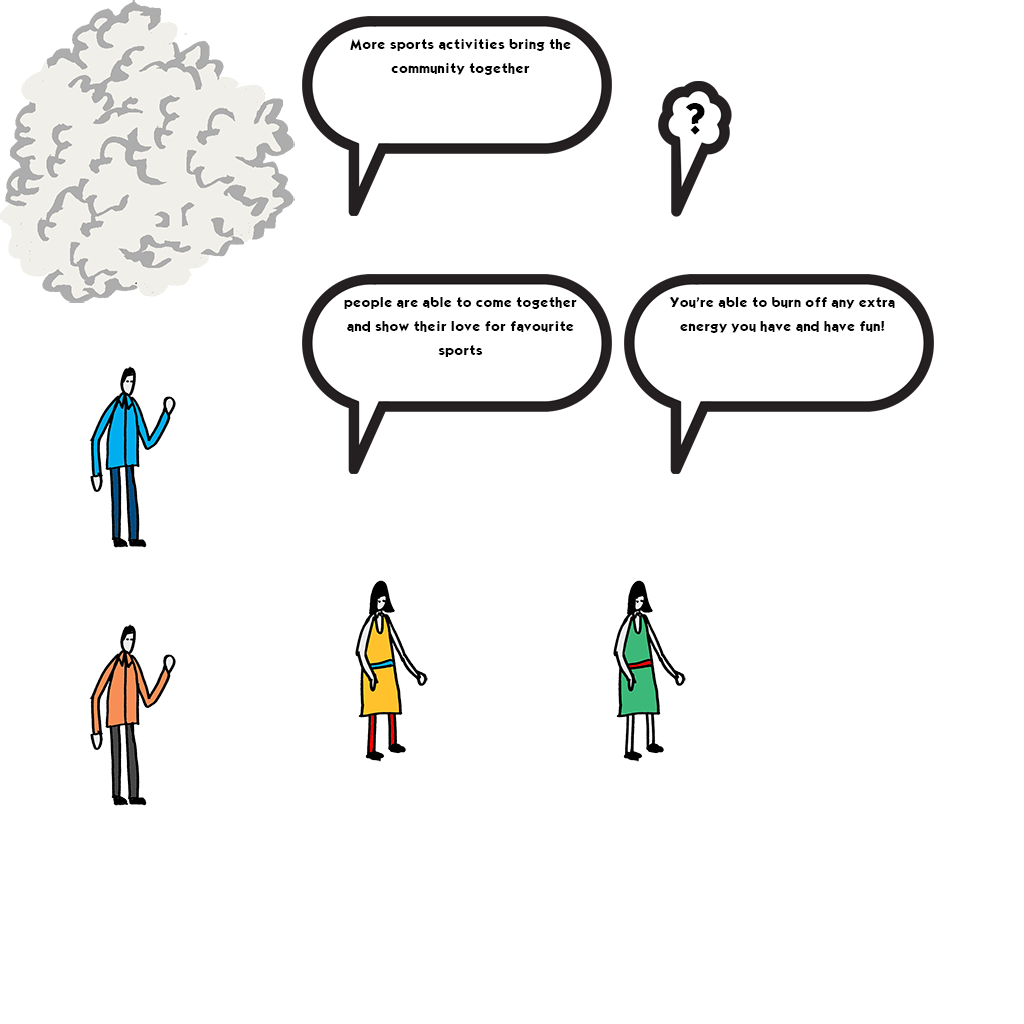 More sports activities bring the
community together
?
people are able to come together
and show their love for favourite
sports
You're able to burn off any extra
energy you have and have fun!